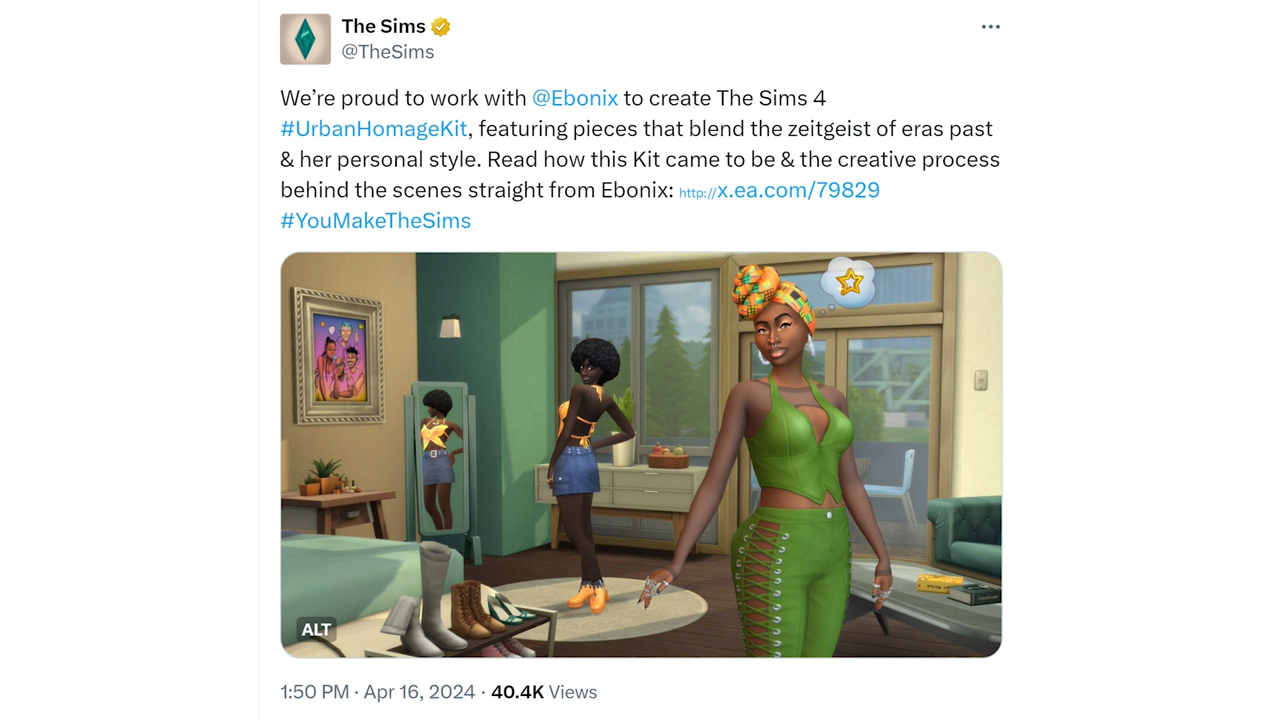 The Sims
@TheSims
We’re proud to work with @Ebonix to create The Sims 4
#UrbanHomageKit, featuring pieces that blend the zeitgeist of eras past
& her personal style. Read how this Kit came to be & the creative process
behind the scenes straight from Ebonix: http://x.ea.com/79829
#YouMakeTheSims
ALT
1:50 PM · Apr 16, 2024 · 40.4K Views